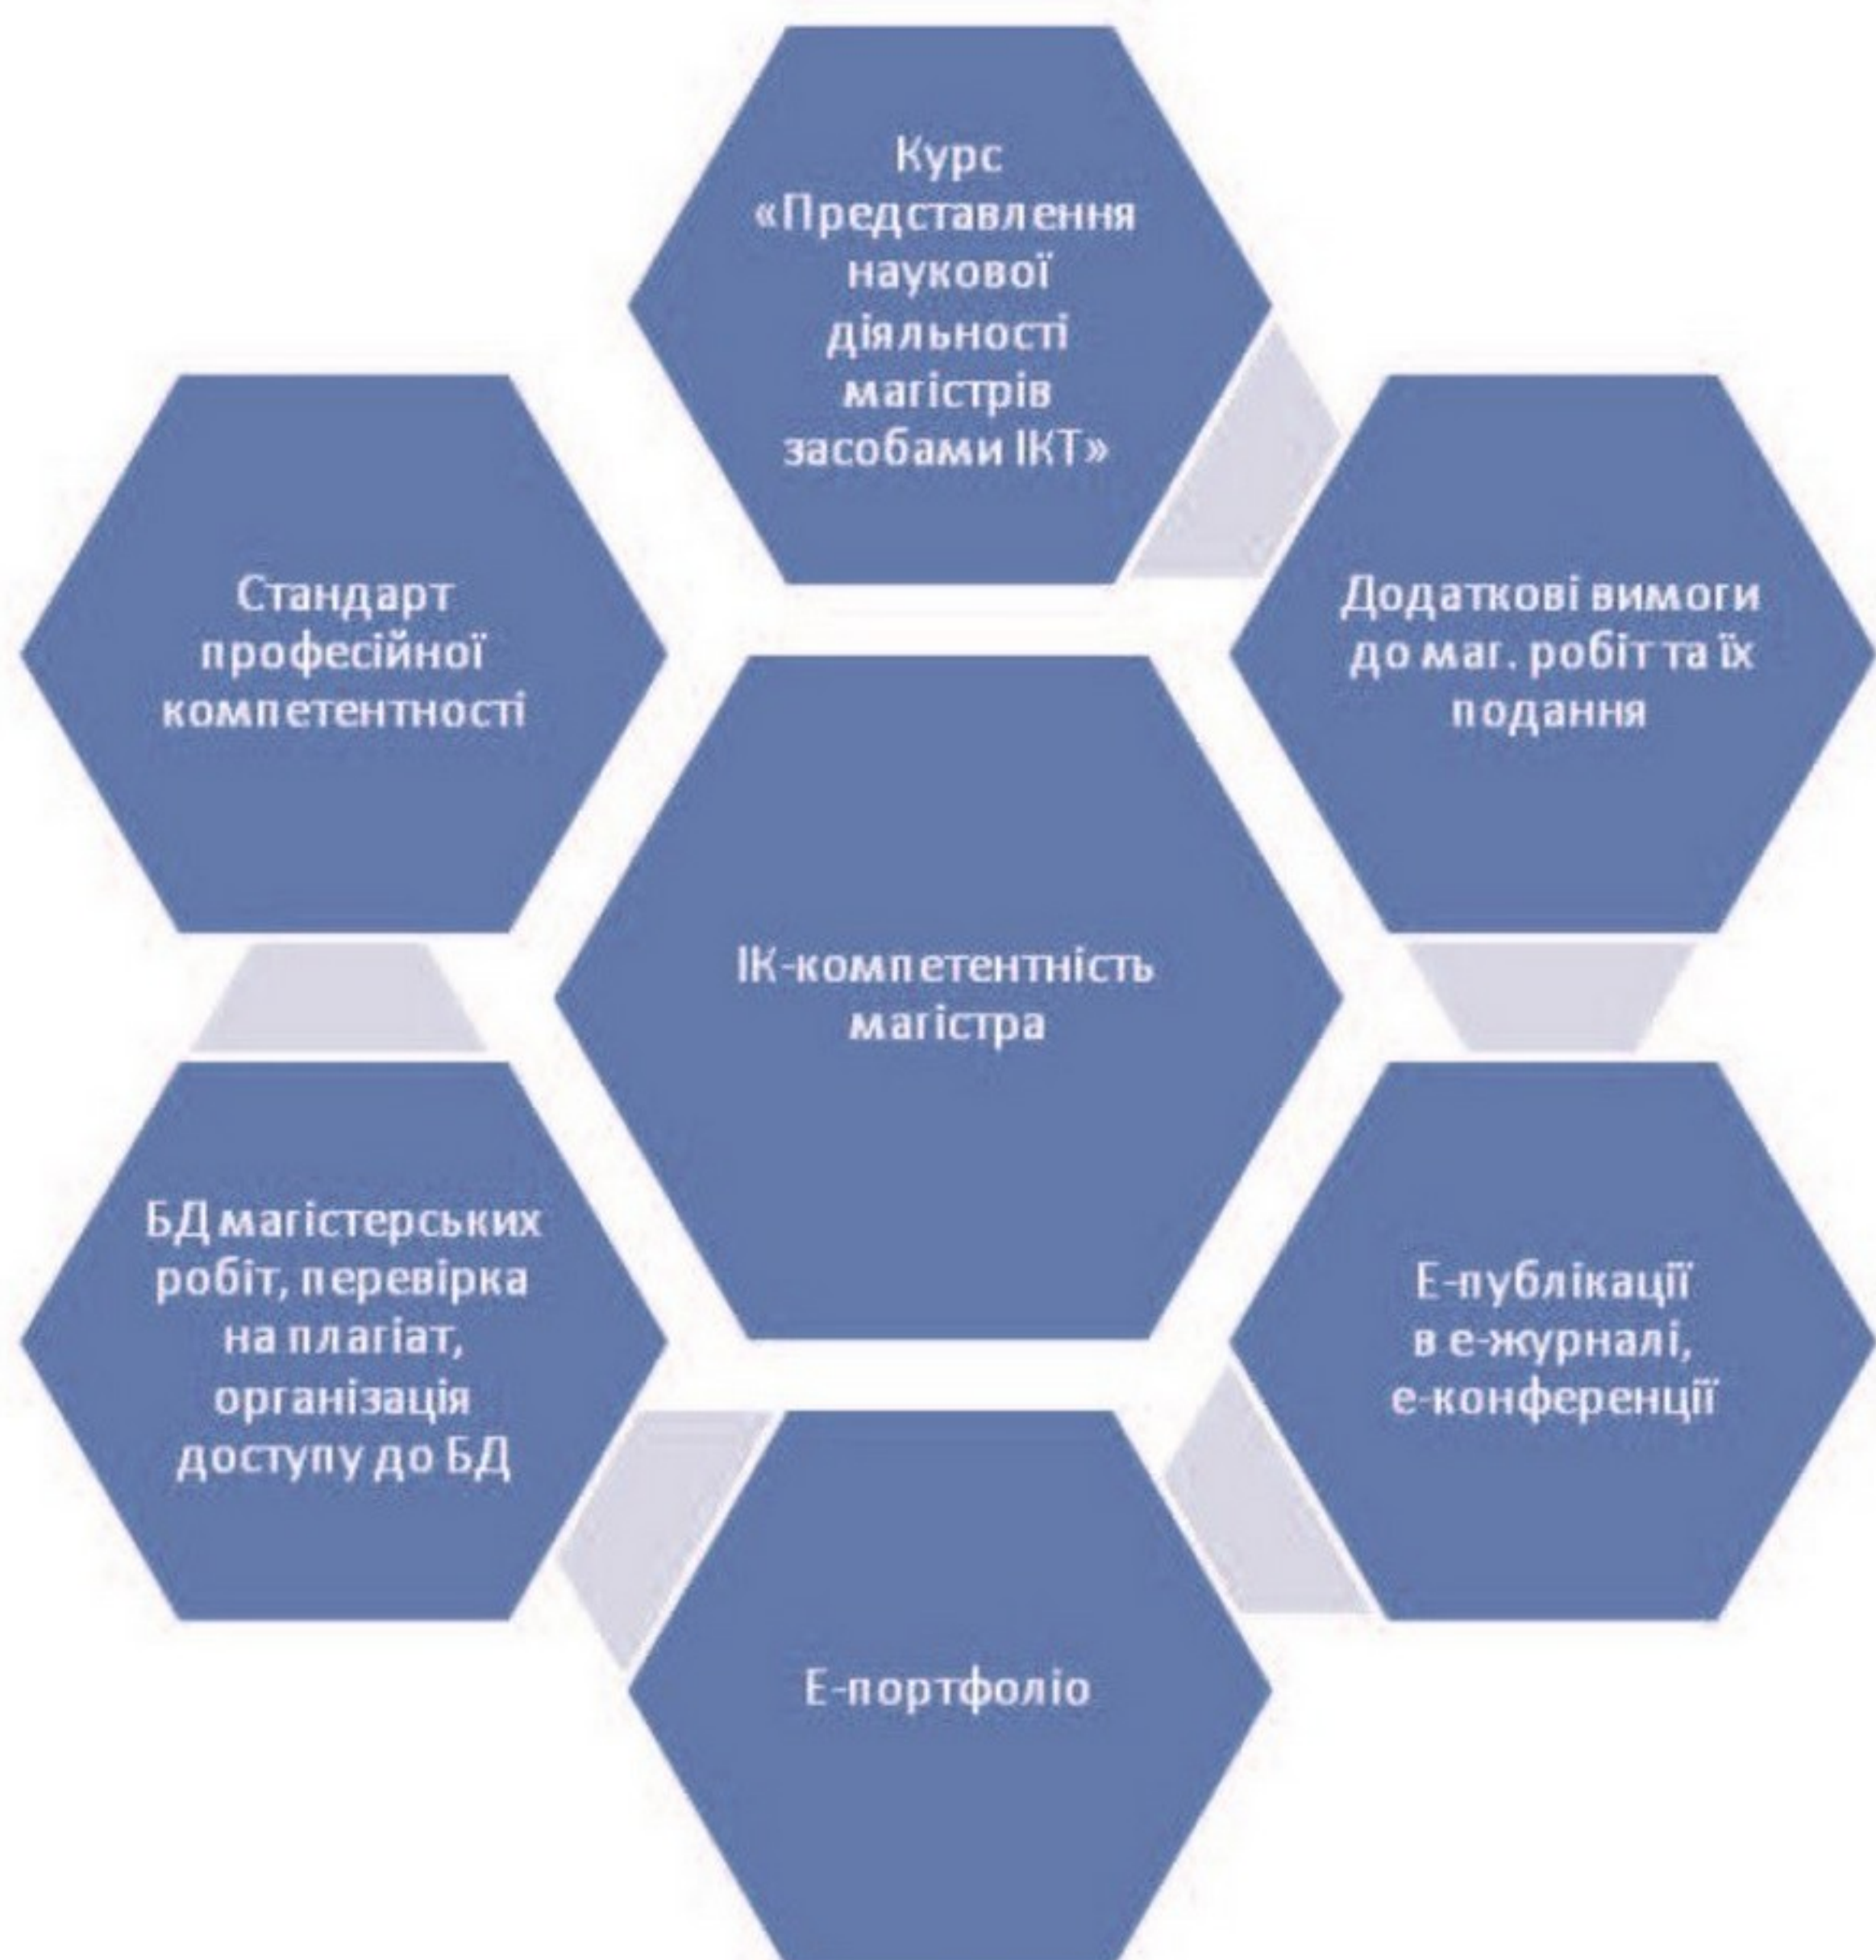 Курс
«Представлення
наукової
діяльності
магістрів
засобами ІКТ»
Стандарт
професійної
компетентності
Додаткові вимоги
до маг. робіт та їх
подання
ІК-компетентність
магістра
БД магістерських
робіт, перевірка
на плагіат,
організація
доступу до БД
Е-публікації
в е-журналі,
е-конференції
Е-портфоліо